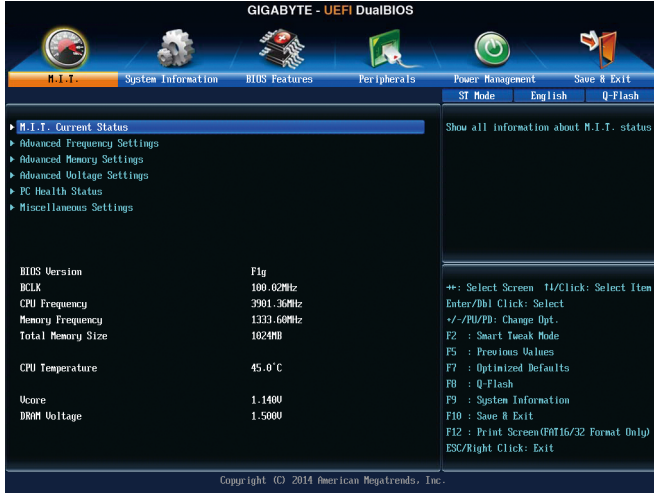 GIGABYTE - UEFI DualBIOS
M.I.T. System Information BIOS Features Peripherals Power Management Save & Exit
ST Mode English Q-Flash
M.I.T. Current Status
Advanced Frequency Settings
Advanced Memory Settings
Advanced Voltage Settings
PC Health Status
Miscellaneous Settings
Show all information about M.I.T. status
BIOS Version F1g
BCLK 100.02MHz
CPU Frequency 3901.36MHz
Memory Frequency 1333.60MHz
Total Memory Size 1024MB
CPU Temperature 45.0°C
Vcore 1.140V
DRAM Voltage 1.500V
→←: Select Screen ↑↓/Click: Select Item
Enter/Dbl Click: Select
+/-/PU/PD: Change Opt.
F2 : Smart Tweak Mode
F5 : Previous Values
F7 : Optimized Defaults
F8 : Q-Flash
F9 : System Information
F10 : Save & Exit
F12 : Print Screen(FAT16/32 Format Only)
ESC/Right Click: Exit
Copyright (C) 2014 American Megatrends, Inc.